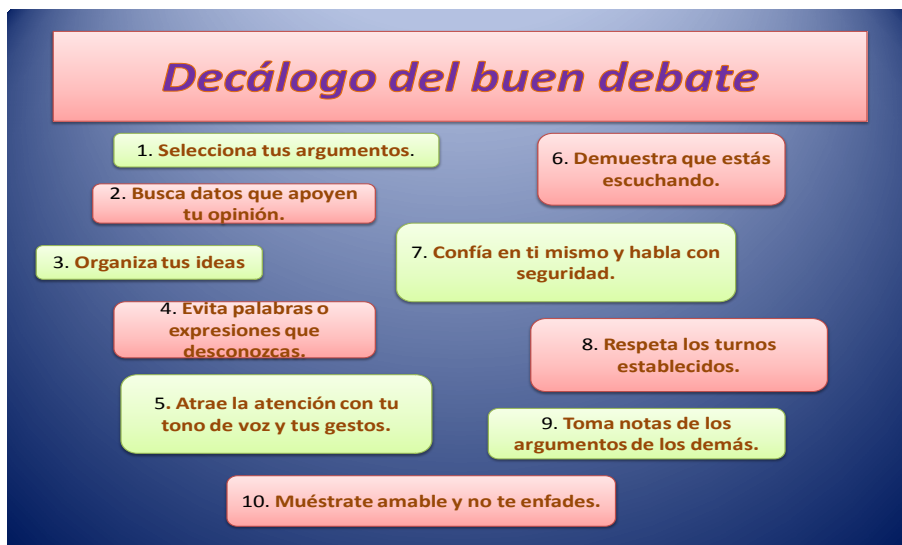 Decálogo del buen debate
1. Selecciona tus argumentos.
2. Busca datos que apoyen
tu opinión.
3. Organiza tus ideas
4. Evita palabras o
expresiones que
desconozcas.
5. Atrae la atención con tu
tono de voz y tus gestos.
6. Demuestra que estás
escuchando.
7. Confía en ti mismo y habla con
seguridad.
8. Respeta los turnos
establecidos.
9. Toma notas de los
argumentos de los demás.
10. Muéstrate amable y no te enfades.